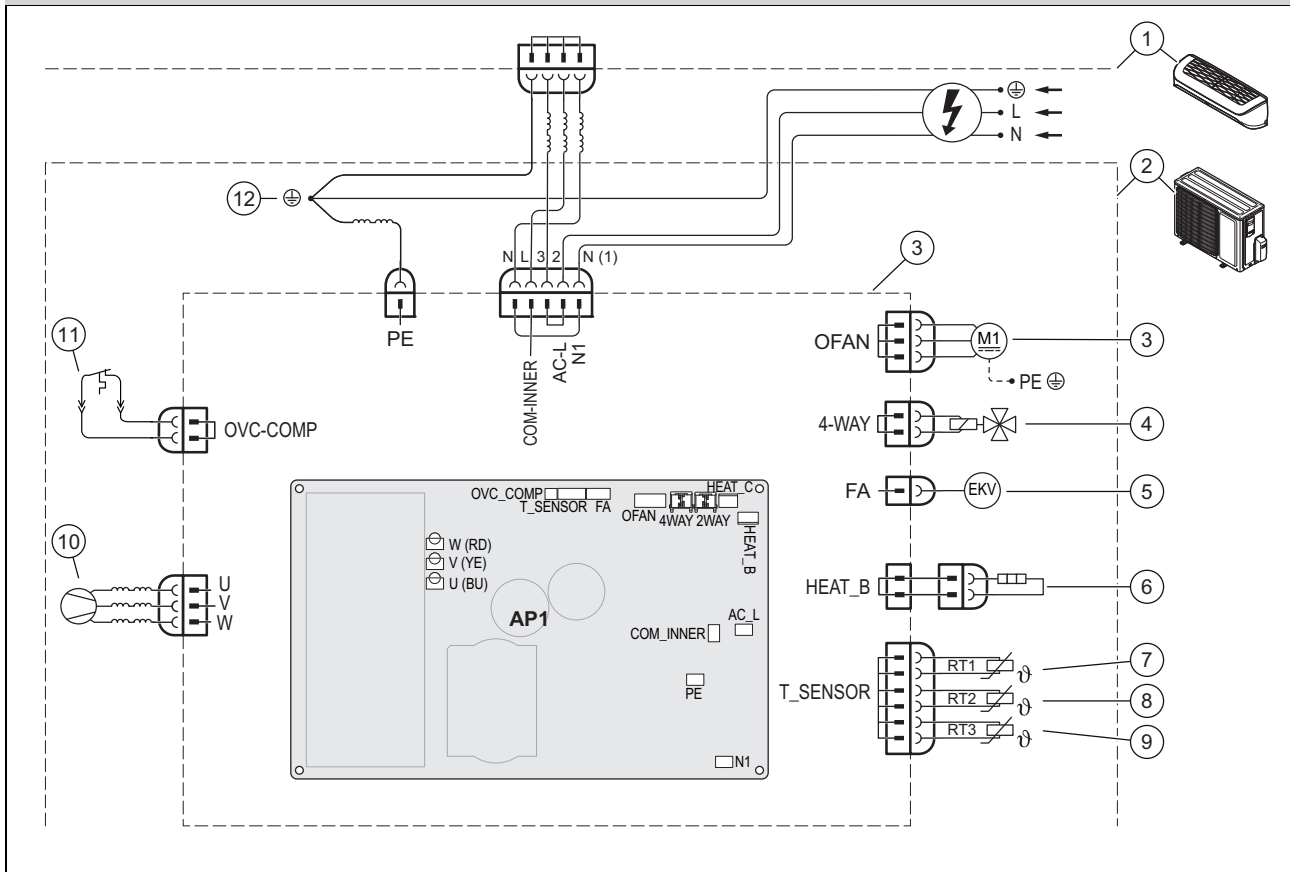 1
L
N
2
12
N L 3 2 N (1)
3
PE
COM-INNER
AC-L
N1
11
OVC-COMP
OFAN
M1
3
PE
4-WAY
4
FA
EKV
5
10
U
V
W
HEAT_B
6
T_SENSOR
RT1
ϑ
7
RT2
ϑ
8
RT3
ϑ
9
OVC_COMP
T_SENSOR FA
OFAN
4WAY 2WAY
HEAT_C
HEAT_B
W (RD)
V (YE)
U (BU)
AP1
COM_INNER
AC_L
PE
N1